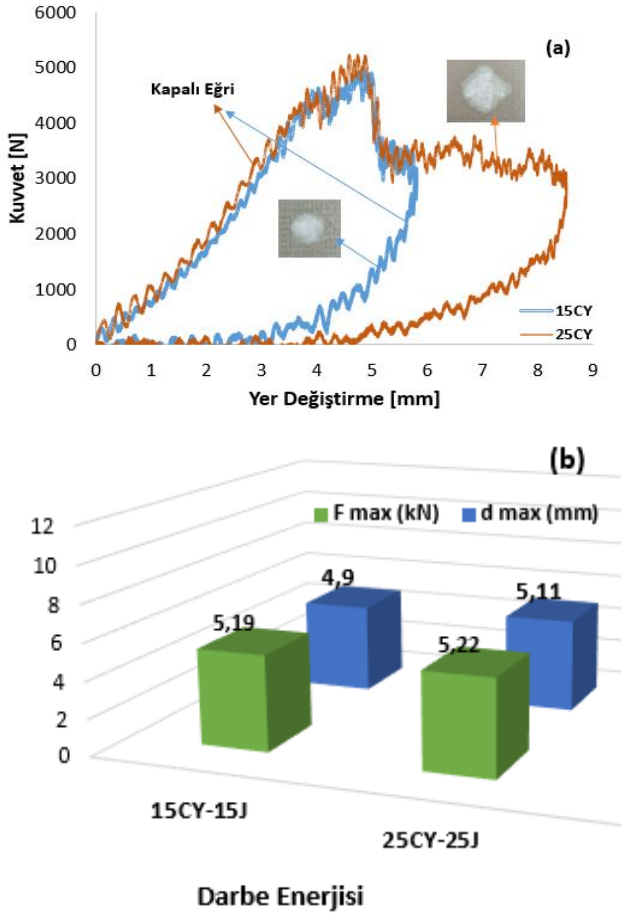 (a)
6000
5000
4000
3000
2000
1000
0
Kuvvet [N]
Kapalı Eğri
15CY
25CY
0 1 2 3 4 5 6 7 8 9
Yer Değiştirme [mm]
(b)
F max (kN) d max (mm)
12
10
8
6
4
2
0
4,9
5,11
5,19
5,22
15CY-15J
25CY-25J
Darbe Enerjisi